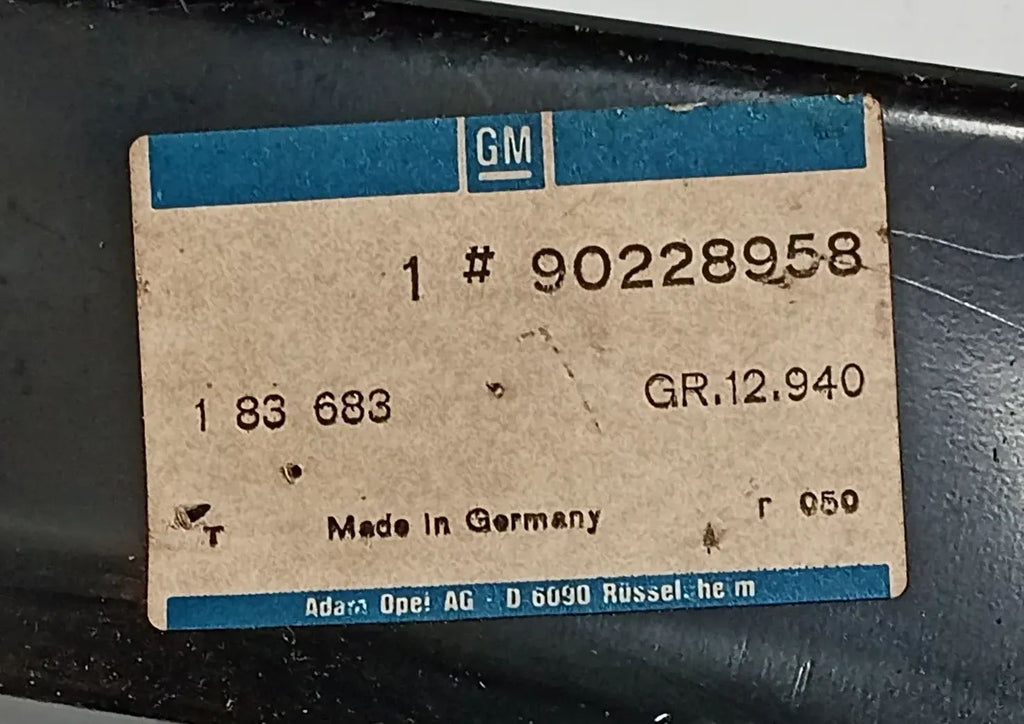 GM
1 # 90228958
1 83 683 GR.12.940
T Made in Germany r 050
Adam Opel AG - D 6090 Rüsselsheim